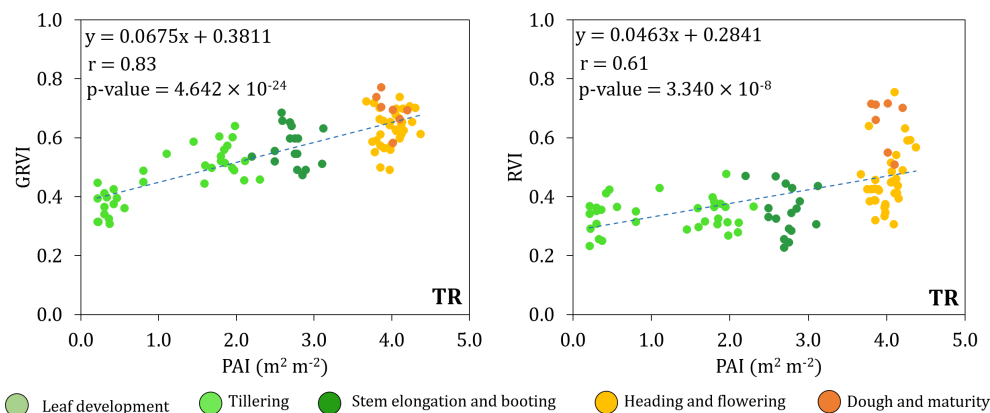 y = 0.0675x + 0.3811
r = 0.83
p-value = 4.642 × 10⁻²⁴
1.0
0.8
0.6
0.4
0.2
0.0
GRVI
TR
0.0 1.0 2.0 3.0 4.0 5.0
PAI (m² m⁻²)
y = 0.0463x + 0.2841
r = 0.61
p-value = 3.340 × 10⁻⁸
1.0
0.8
0.6
0.4
0.2
0.0
RVI
TR
0.0 1.0 2.0 3.0 4.0 5.0
PAI (m² m⁻²)
Leaf development Tillering Stem elongation and booting Heading and flowering Dough and maturity